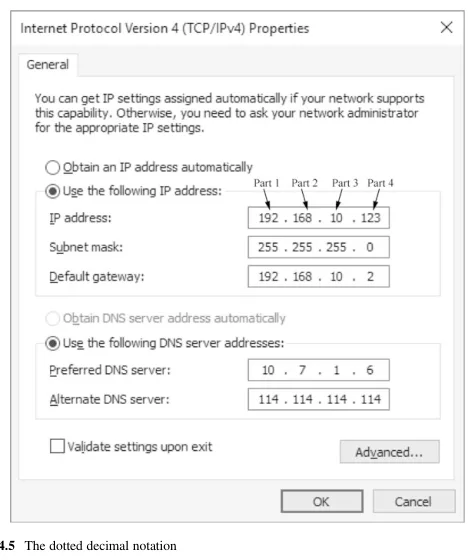 Internet Protocol Version 4 (TCP/IPv4) Properties
General
You can get IP settings assigned automatically if your network supports
this capability. Otherwise, you need to ask your network administrator
for the appropriate IP settings.
Obtain an IP address automatically
Use the following IP address:
Part 1 Part 2 Part 3 Part 4
IP address: 192 . 168 . 10 . 123
Subnet mask: 255 . 255 . 255 . 0
Default gateway: 192 . 168 . 10 . 2
Obtain DNS server address automatically
Use the following DNS server addresses:
Preferred DNS server: 10 . 7 . 1 . 6
Alternate DNS server: 114 . 114 . 114 . 114
Validate settings upon exit
Advanced...
OK Cancel
4.5 The dotted decimal notation